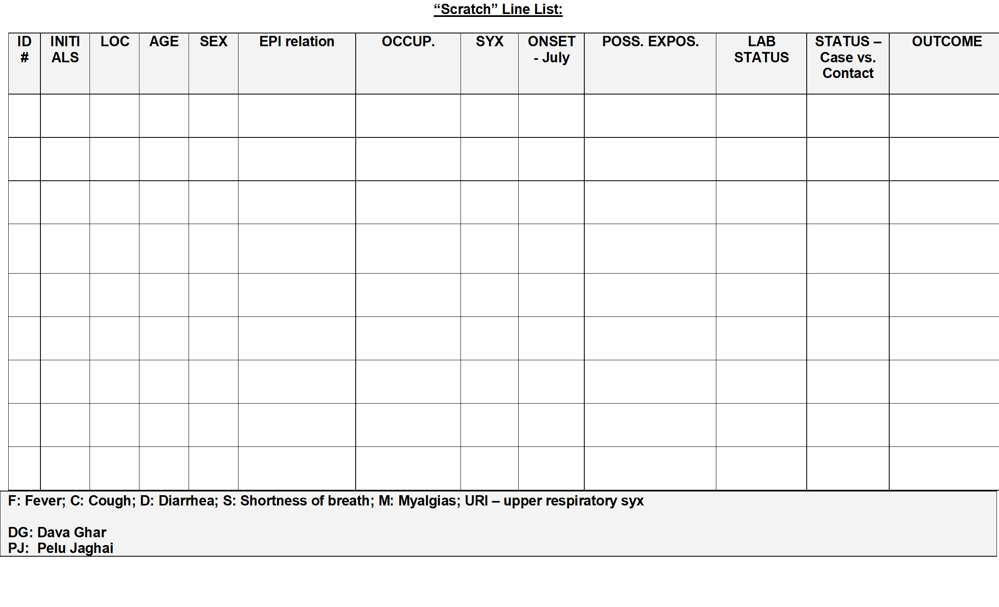 “Scratch” Line List:
ID # INITI ALS LOC AGE SEX EPI relation OCCUP. SYX ONSET - July POSS. EXPOS. LAB STATUS STATUS – Case vs. Contact OUTCOME
F: Fever; C: Cough; D: Diarrhea; S: Shortness of breath; M: Myalgias; URI – upper respiratory syx
DG: Dava Ghar
PJ: Pelu Jaghai